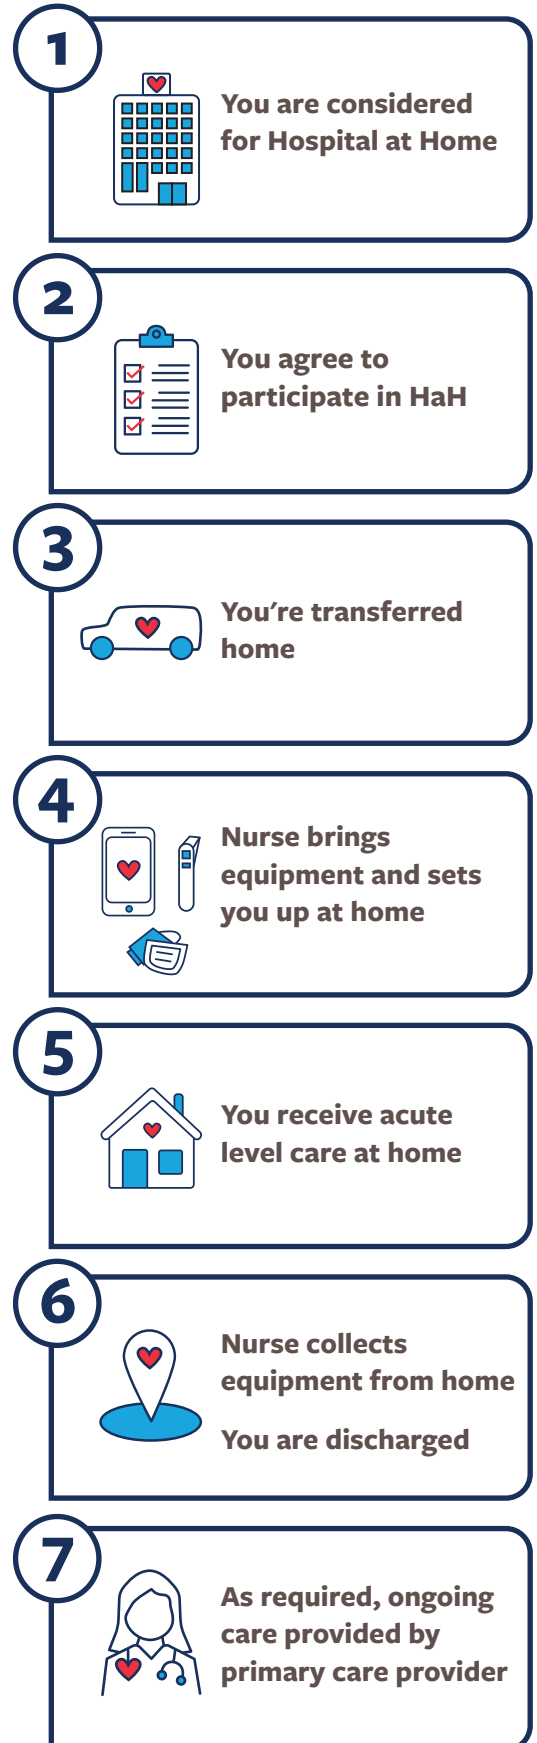 1
You are considered
for Hospital at Home
2
You agree to
participate in HaH
3
You're transferred
home
4
Nurse brings
equipment and sets
you up at home
5
You receive acute
level care at home
6
Nurse collects
equipment from home
You are discharged
7
As required, ongoing
care provided by
primary care provider